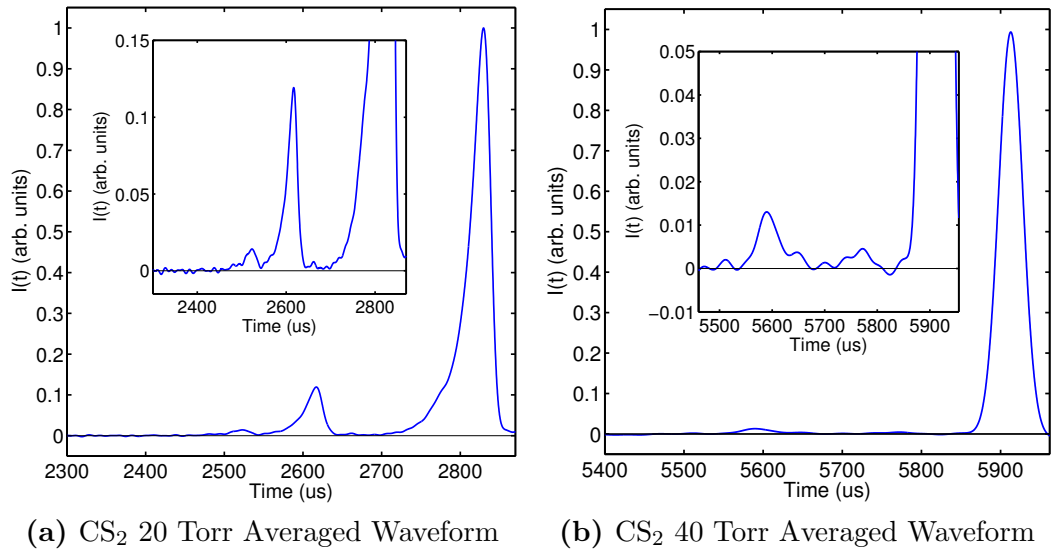 1
0.9
0.8
0.7
0.6
0.5
0.4
0.3
0.2
0.1
0
I(t) (arb. units)
2300 2400 2500 2600 2700 2800
Time (us)
0.15
0.1
0.05
0
I(t) (arb. units)
2400 2600 2800
Time (us)
(a) CS₂ 20 Torr Averaged Waveform
1
0.9
0.8
0.7
0.6
0.5
0.4
0.3
0.2
0.1
0
I(t) (arb. units)
5400 5500 5600 5700 5800 5900
Time (us)
0.05
0.04
0.03
0.02
0.01
0
−0.01
I(t) (arb. units)
5500 5600 5700 5800 5900
Time (us)
(b) CS₂ 40 Torr Averaged Waveform